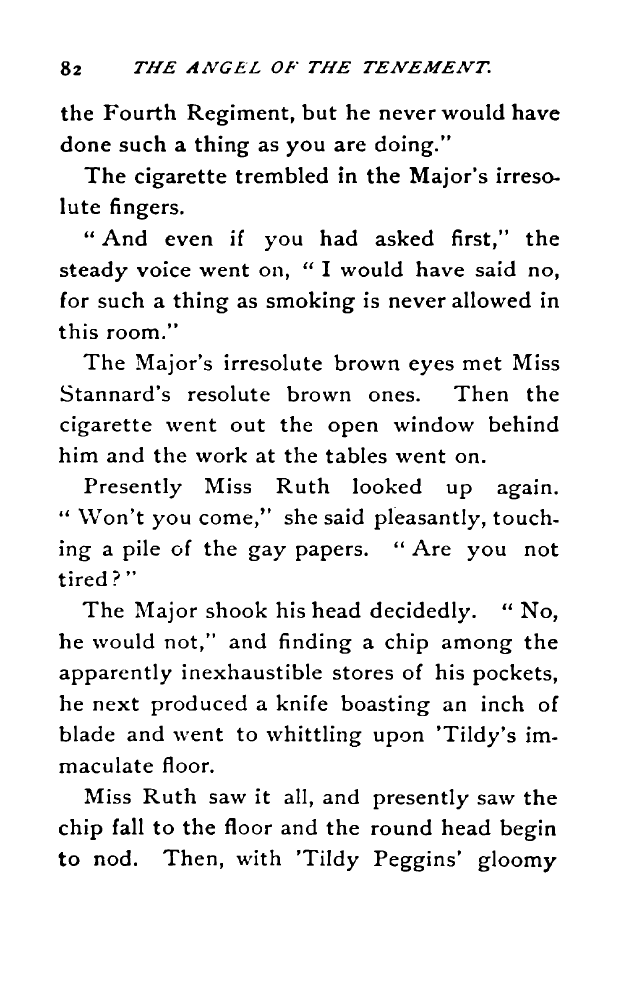 82 THE ANGEL OF THE TENEMENT.
the Fourth Regiment, but he never would have
done such a thing as you are doing."
The cigarette trembled in the Major's irreso-
lute fingers.
" And even if you had asked first," the
steady voice went on, " I would have said no,
for such a thing as smoking is never allowed in
this room."
The Major's irresolute brown eyes met Miss
Stannard's resolute brown ones. Then the
cigarette went out the open window behind
him and the work at the tables went on.
Presently Miss Ruth looked up again.
" Won't you come," she said pleasantly, touch-
ing a pile of the gay papers. " Are you not
tired ? "
The Major shook his head decidedly. " No,
he would not," and finding a chip among the
apparently inexhaustible stores of his pockets,
he next produced a knife boasting an inch of
blade and went to whittling upon 'Tildy's im-
maculate floor.
Miss Ruth saw it all, and presently saw the
chip fall to the floor and the round head begin
to nod. Then, with 'Tildy Peggins' gloomy